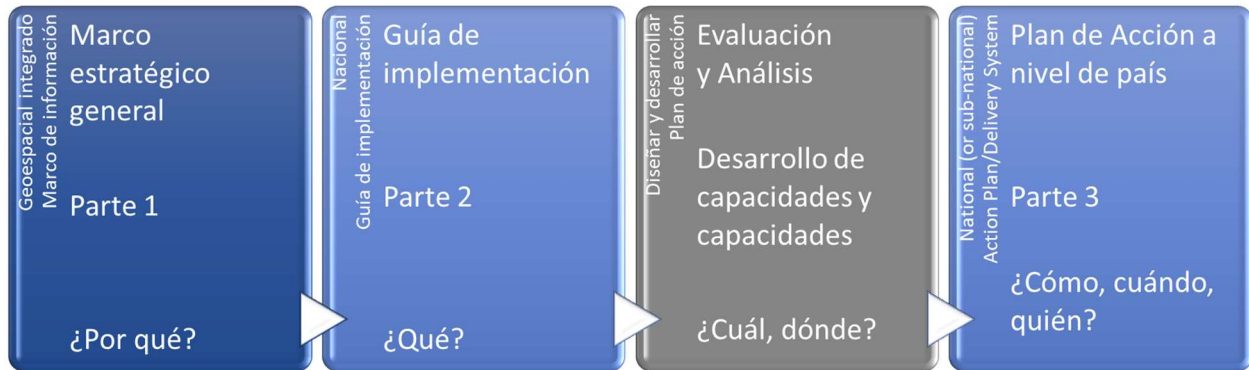 Geoespacial integrado
Marco de información
Marco
estratégico
general
Parte 1
¿Por qué?
Nacional
Guía de implementación
Guía de
implementación
Parte 2
¿Qué?
Diseñar y desarrollar
Plan de acción
Evaluación
y Análisis
Desarrollo de
capacidades y
capacidades
¿Cuál, dónde?
National (or sub-national)
Action Plan/Delivery System
Plan de Acción a
nivel de país
Parte 3
¿Cómo, cuándo,
quién?